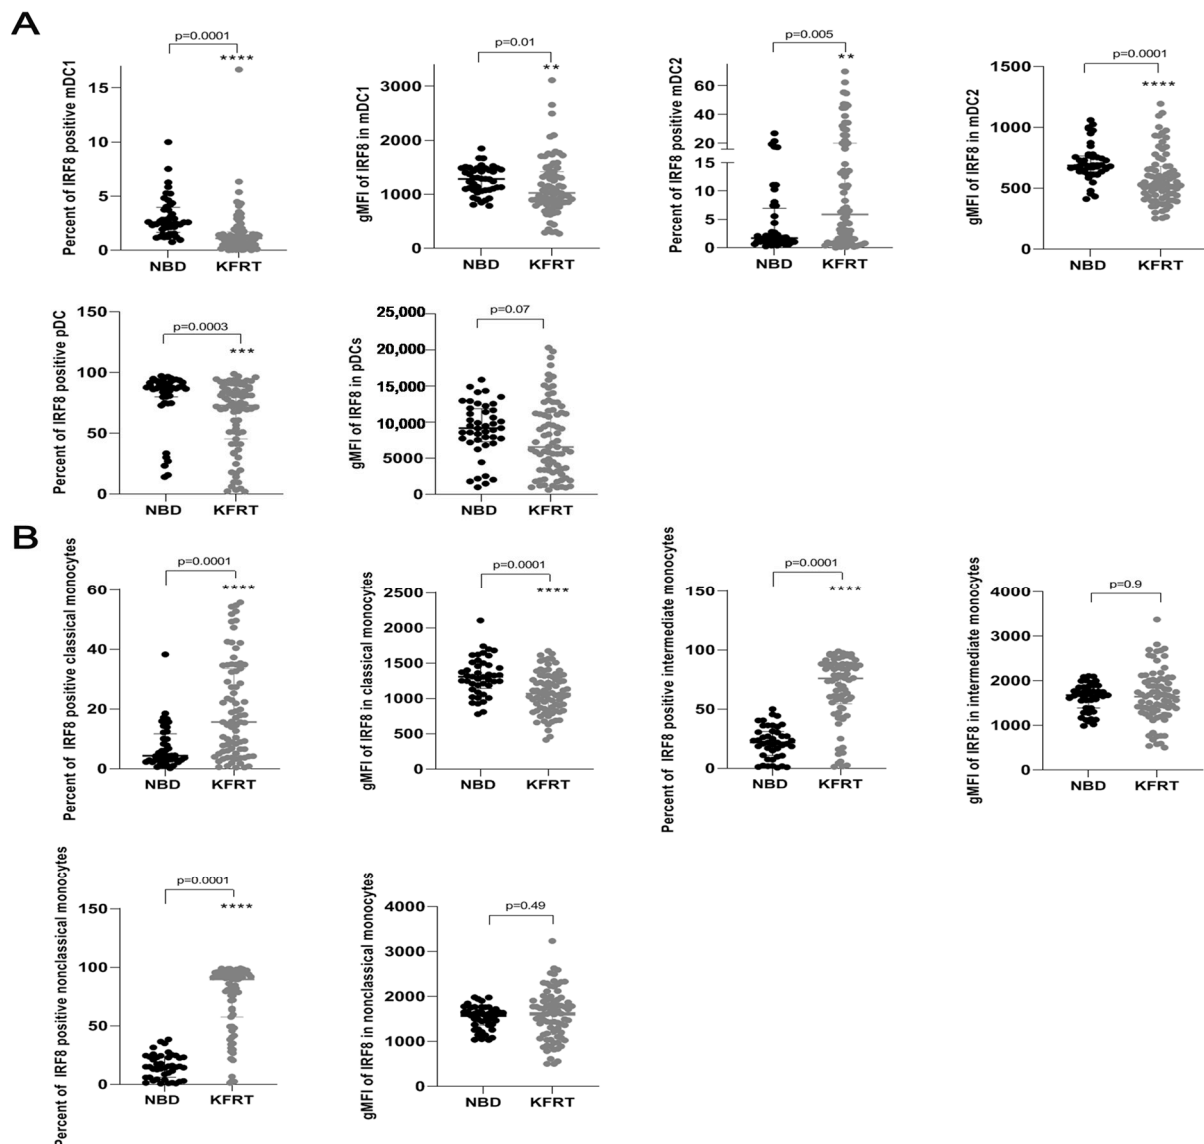 A
p=0.0001
****
Percent of IRF8 positive mDC1
15
10
5
0
NBD KFRT
p=0.01
**
gMFI of IRF8 in mDC1
3000
2000
1000
0
NBD KFRT
p=0.005
**
Percent of IRF8 positive mDC2
60
40
20
15
10
5
0
NBD KFRT
p=0.0001
****
gMFI of IRF8 in mDC2
1500
1000
500
0
NBD KFRT
p=0.0003
***
Percent of IRF8 positive pDC
150
100
50
0
NBD KFRT
p=0.07
gMFI of IRF8 in pDCs
25,000
20,000
15,000
10,000
5000
0
NBD KFRT
B
p=0.0001
****
Percent of IRF8 positive classical monocytes
60
40
20
0
NBD KFRT
p=0.0001
****
gMFI of IRF8 in classical monocytes
2500
2000
1500
1000
500
0
NBD KFRT
p=0.0001
****
Percent of IRF8 positive intermediate monocytes
150
100
50
0
NBD KFRT
p=0.9
gMFI of IRF8 in intermediate monocytes
4000
3000
2000
1000
0
NBD KFRT
p=0.0001
****
Percent of IRF8 positive nonclassical monocytes
150
100
50
0
NBD KFRT
p=0.49
gMFI of IRF8 in nonclassical monocytes
4000
3000
2000
1000
0
NBD KFRT